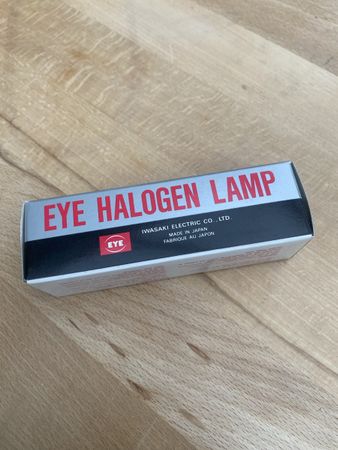 EYE HALOGEN LAMP
EYE
IWASAKI ELECTRIC CO., LTD
MADE IN JAPAN
FABRIQUE AU JAPON